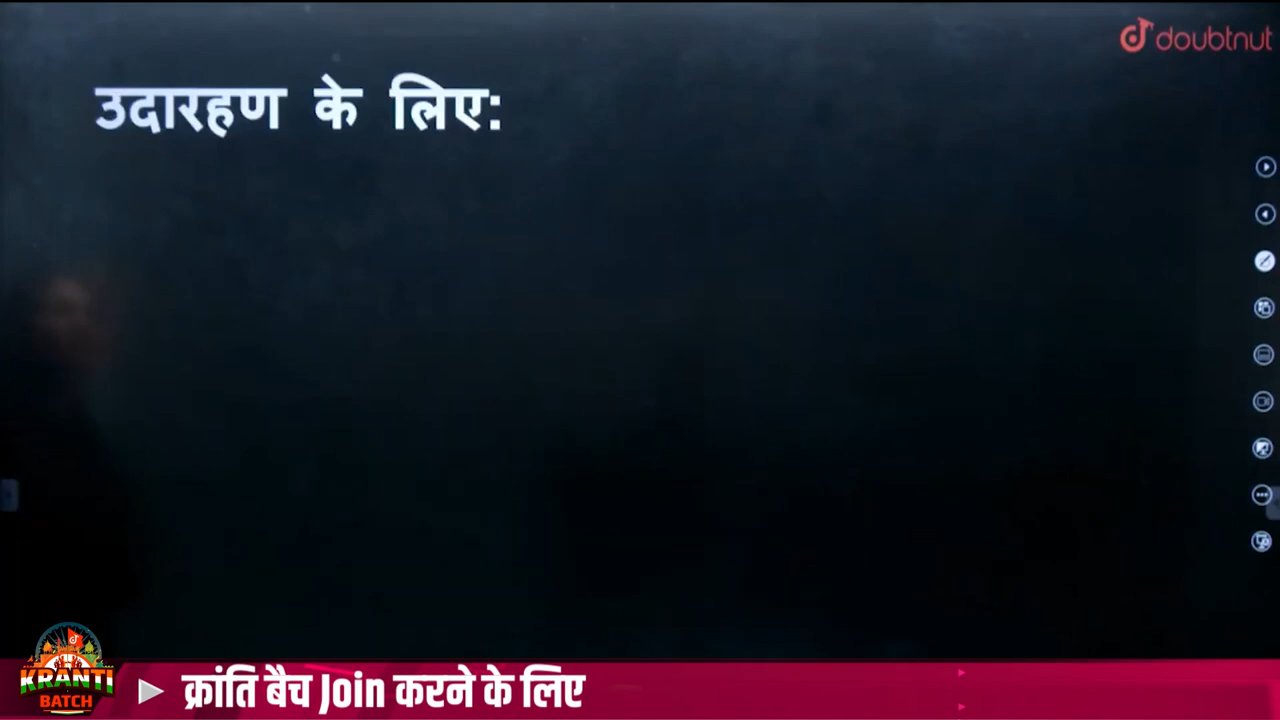 doubtnut
उदारहण के लिए:
KRANTI
BATCH
क्रांति बैच Join करने के लिए